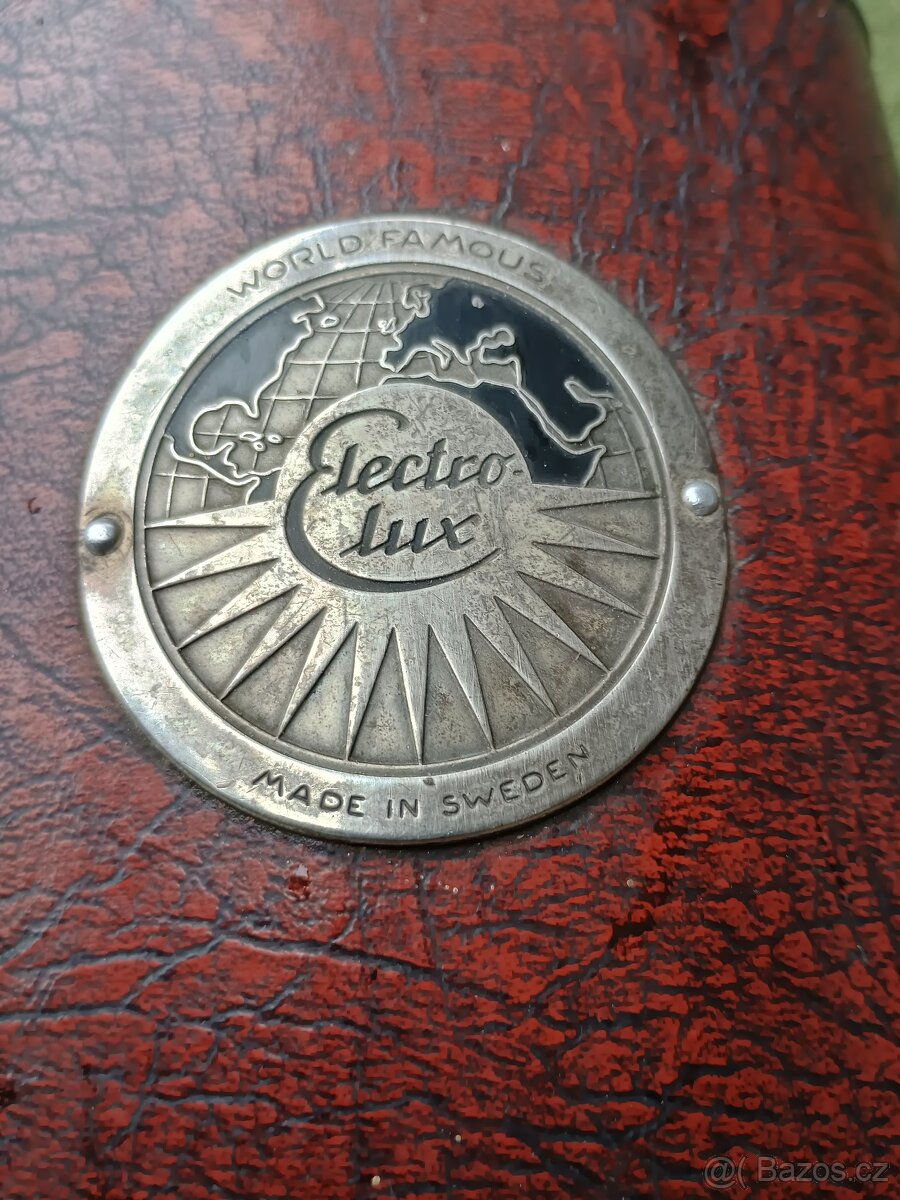 WORLD FAMOUS
Electro-
lux
MADE IN SWEDEN
@( Bazos.cz